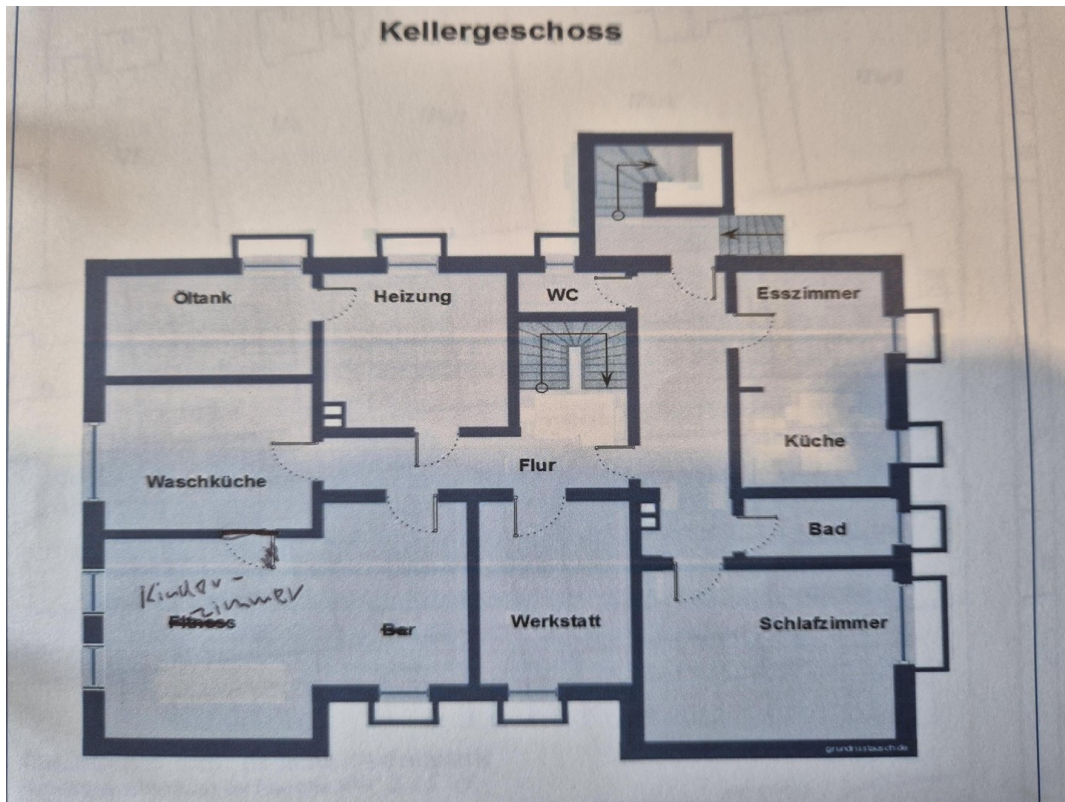 Kellergeschoss
Öltank
Heizung
WC
Esszimmer
Küche
Flur
Waschküche
Bad
Kinder-
zimmer
Fitness
Bar
Werkstatt
Schlafzimmer
grundrisstausch.de